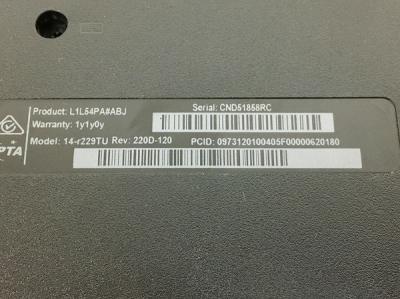 Product: L1L54PA#ABJ Serial: CND51858RC
Warranty: 1y1y0y
Model: 14-r229TU Rev: 220D-120 PCID: 0973120100405F00000620180
PTA